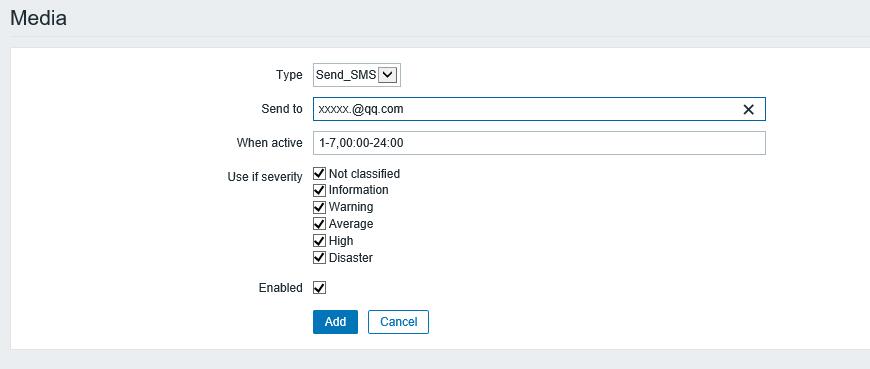 Media
Type Send_SMS
Send to xxxxx.@qq.com
When active 1-7,00:00-24:00
Use if severity Not classified
Information
Warning
Average
High
Disaster
Enabled
Add Cancel